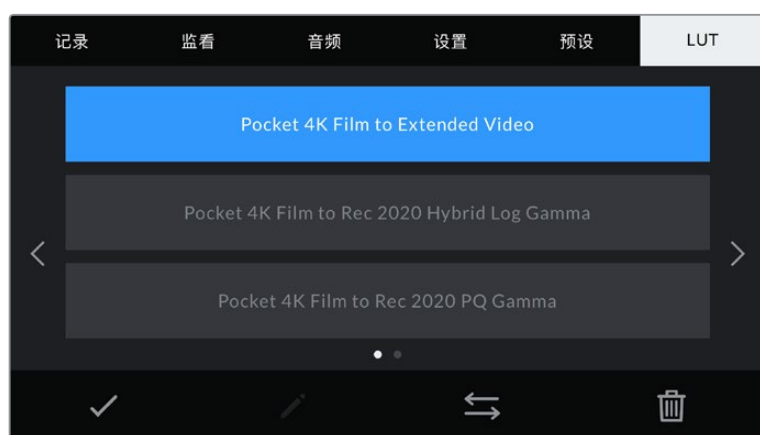 记录
监看
音频
设置
预设
LUT
Pocket 4K Film to Extended Video
Pocket 4K Film to Rec 2020 Hybrid Log Gamma
Pocket 4K Film to Rec 2020 PQ Gamma